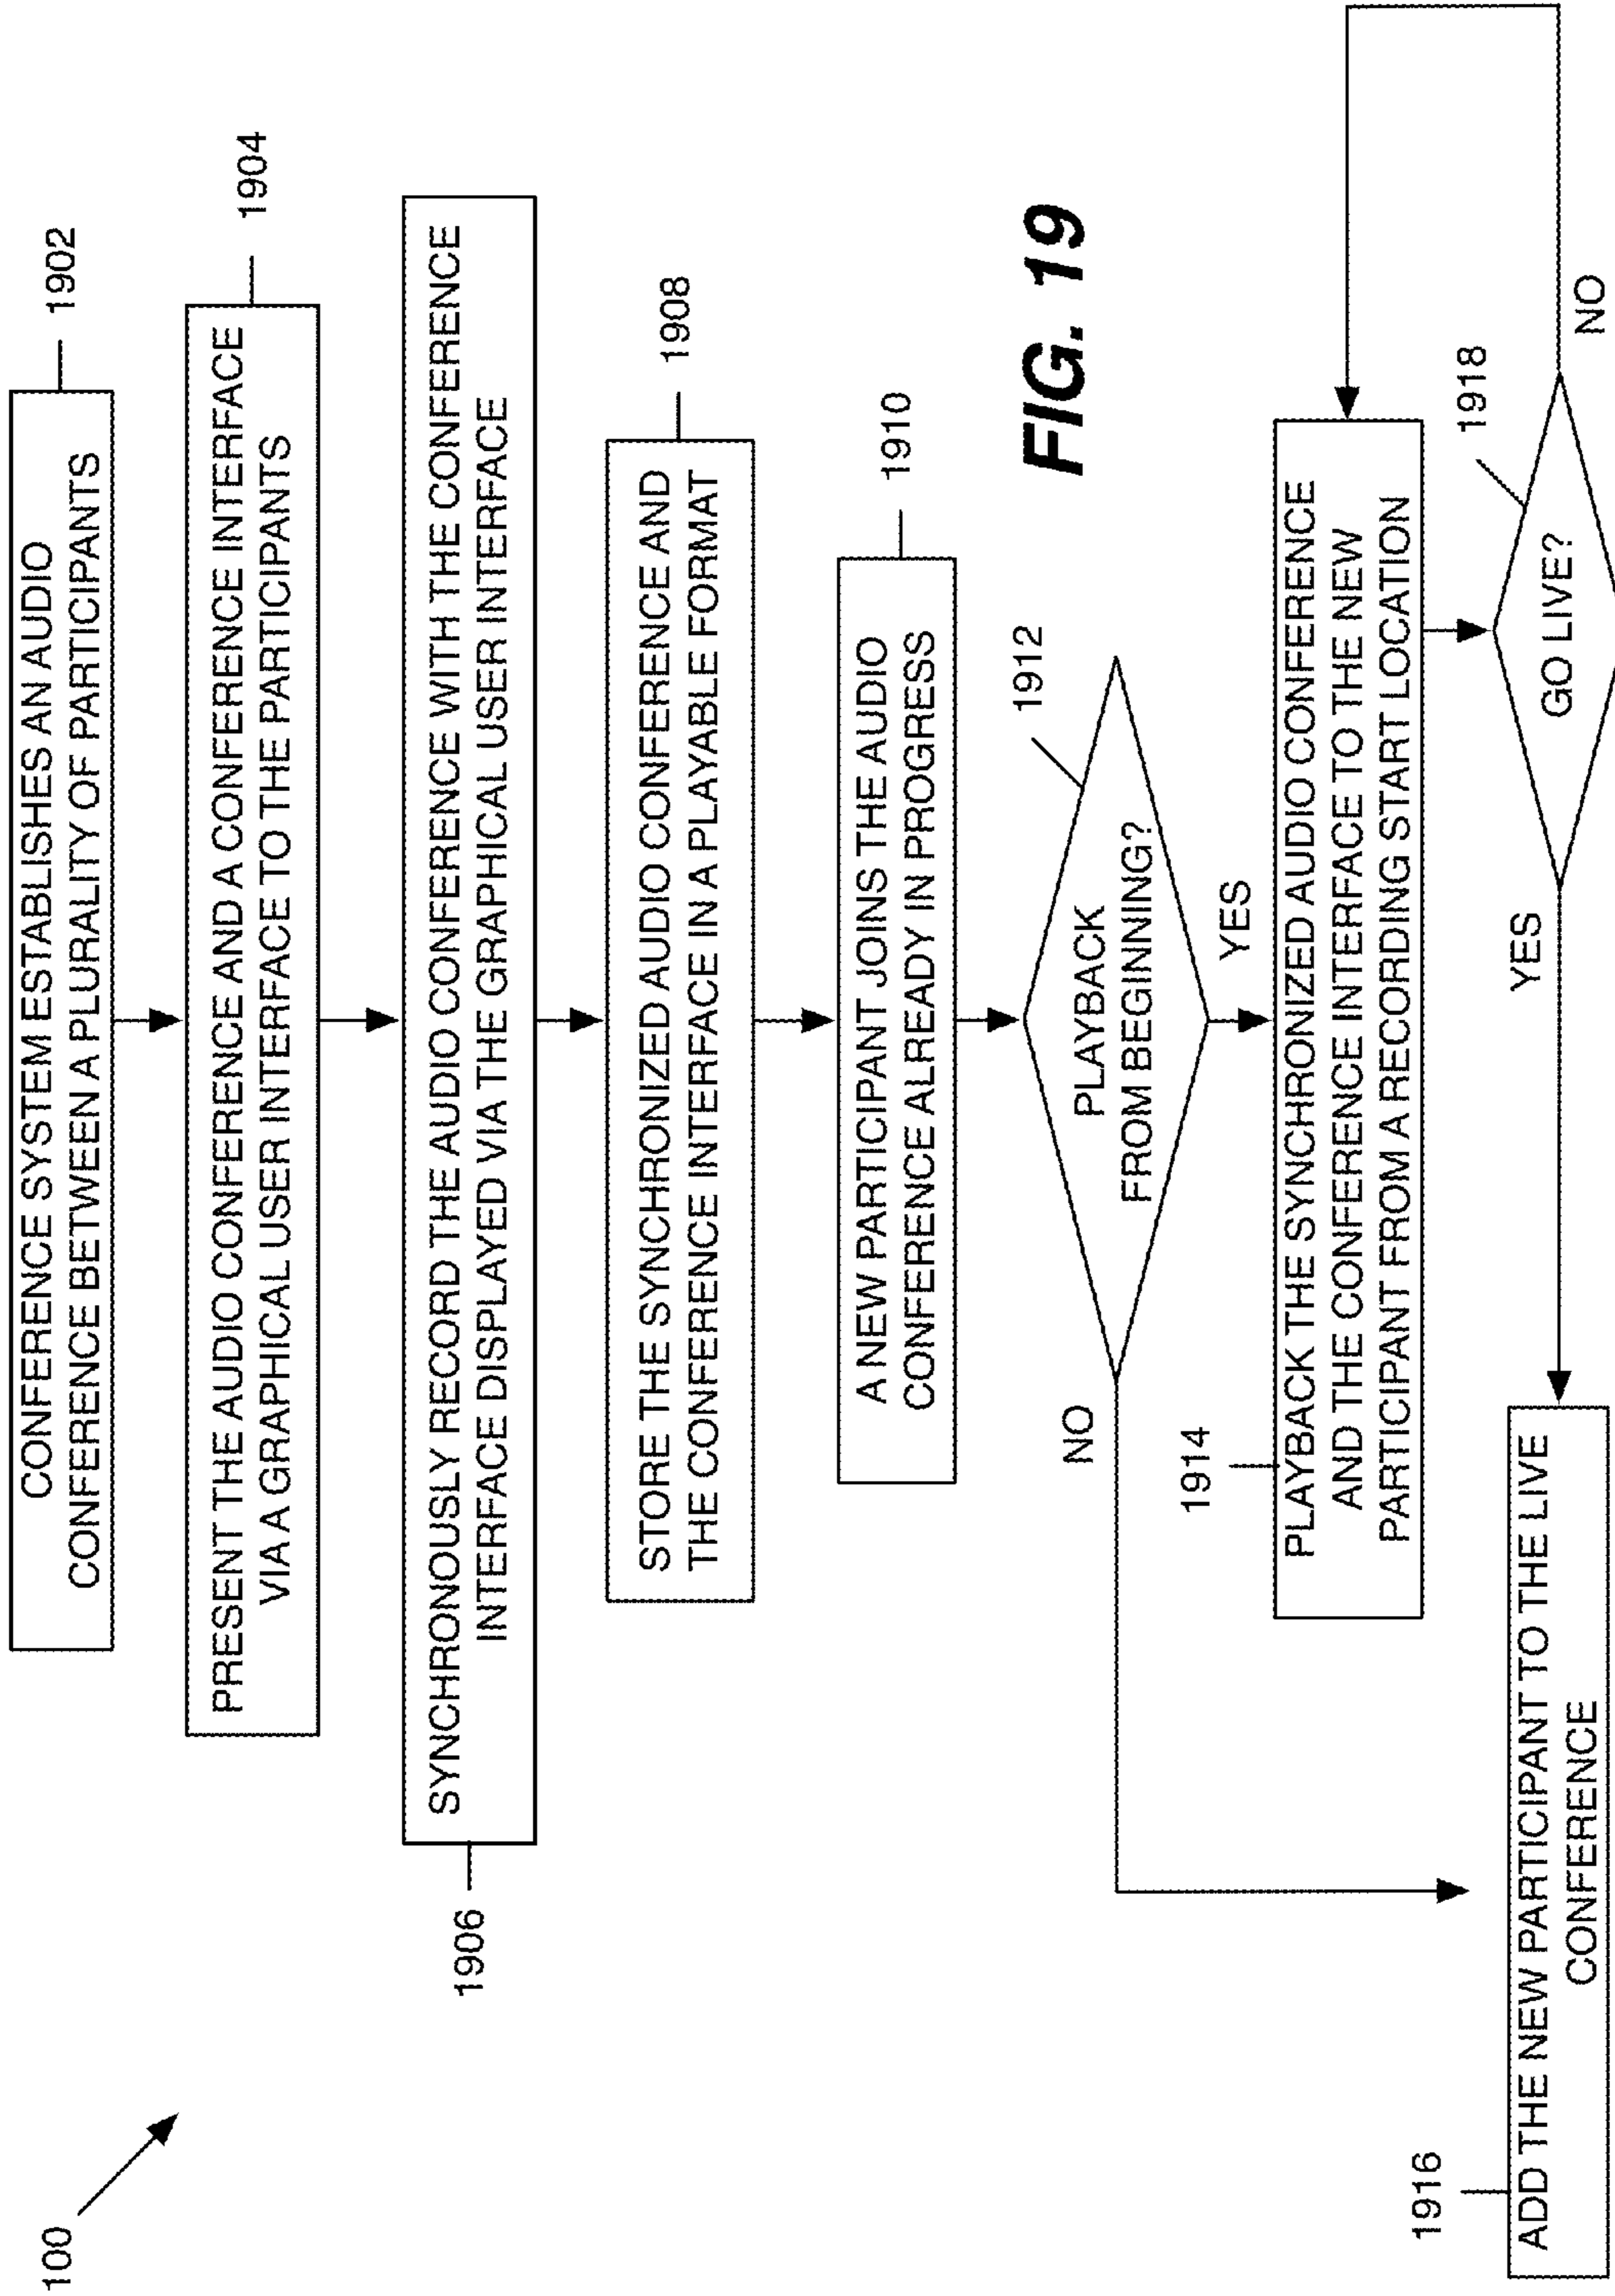 100
CONFERENCE SYSTEM ESTABLISHES AN AUDIO
CONFERENCE BETWEEN A PLURALITY OF PARTICIPANTS
1902
PRESENT THE AUDIO CONFERENCE AND A CONFERENCE INTERFACE
VIA A GRAPHICAL USER INTERFACE TO THE PARTICIPANTS
1904
SYNCHRONOUSLY RECORD THE AUDIO CONFERENCE WITH THE CONFERENCE
INTERFACE DISPLAYED VIA THE GRAPHICAL USER INTERFACE
1906
STORE THE SYNCHRONIZED AUDIO CONFERENCE AND
THE CONFERENCE INTERFACE IN A PLAYABLE FORMAT
1908
A NEW PARTICIPANT JOINS THE AUDIO
CONFERENCE ALREADY IN PROGRESS
1910
1912
PLAYBACK
FROM BEGINNING?
NO
YES
FIG. 19
1914
PLAYBACK THE SYNCHRONIZED AUDIO CONFERENCE
AND THE CONFERENCE INTERFACE TO THE NEW
PARTICIPANT FROM A RECORDING START LOCATION
1918
GO LIVE?
YES
NO
1916
ADD THE NEW PARTICIPANT TO THE LIVE
CONFERENCE